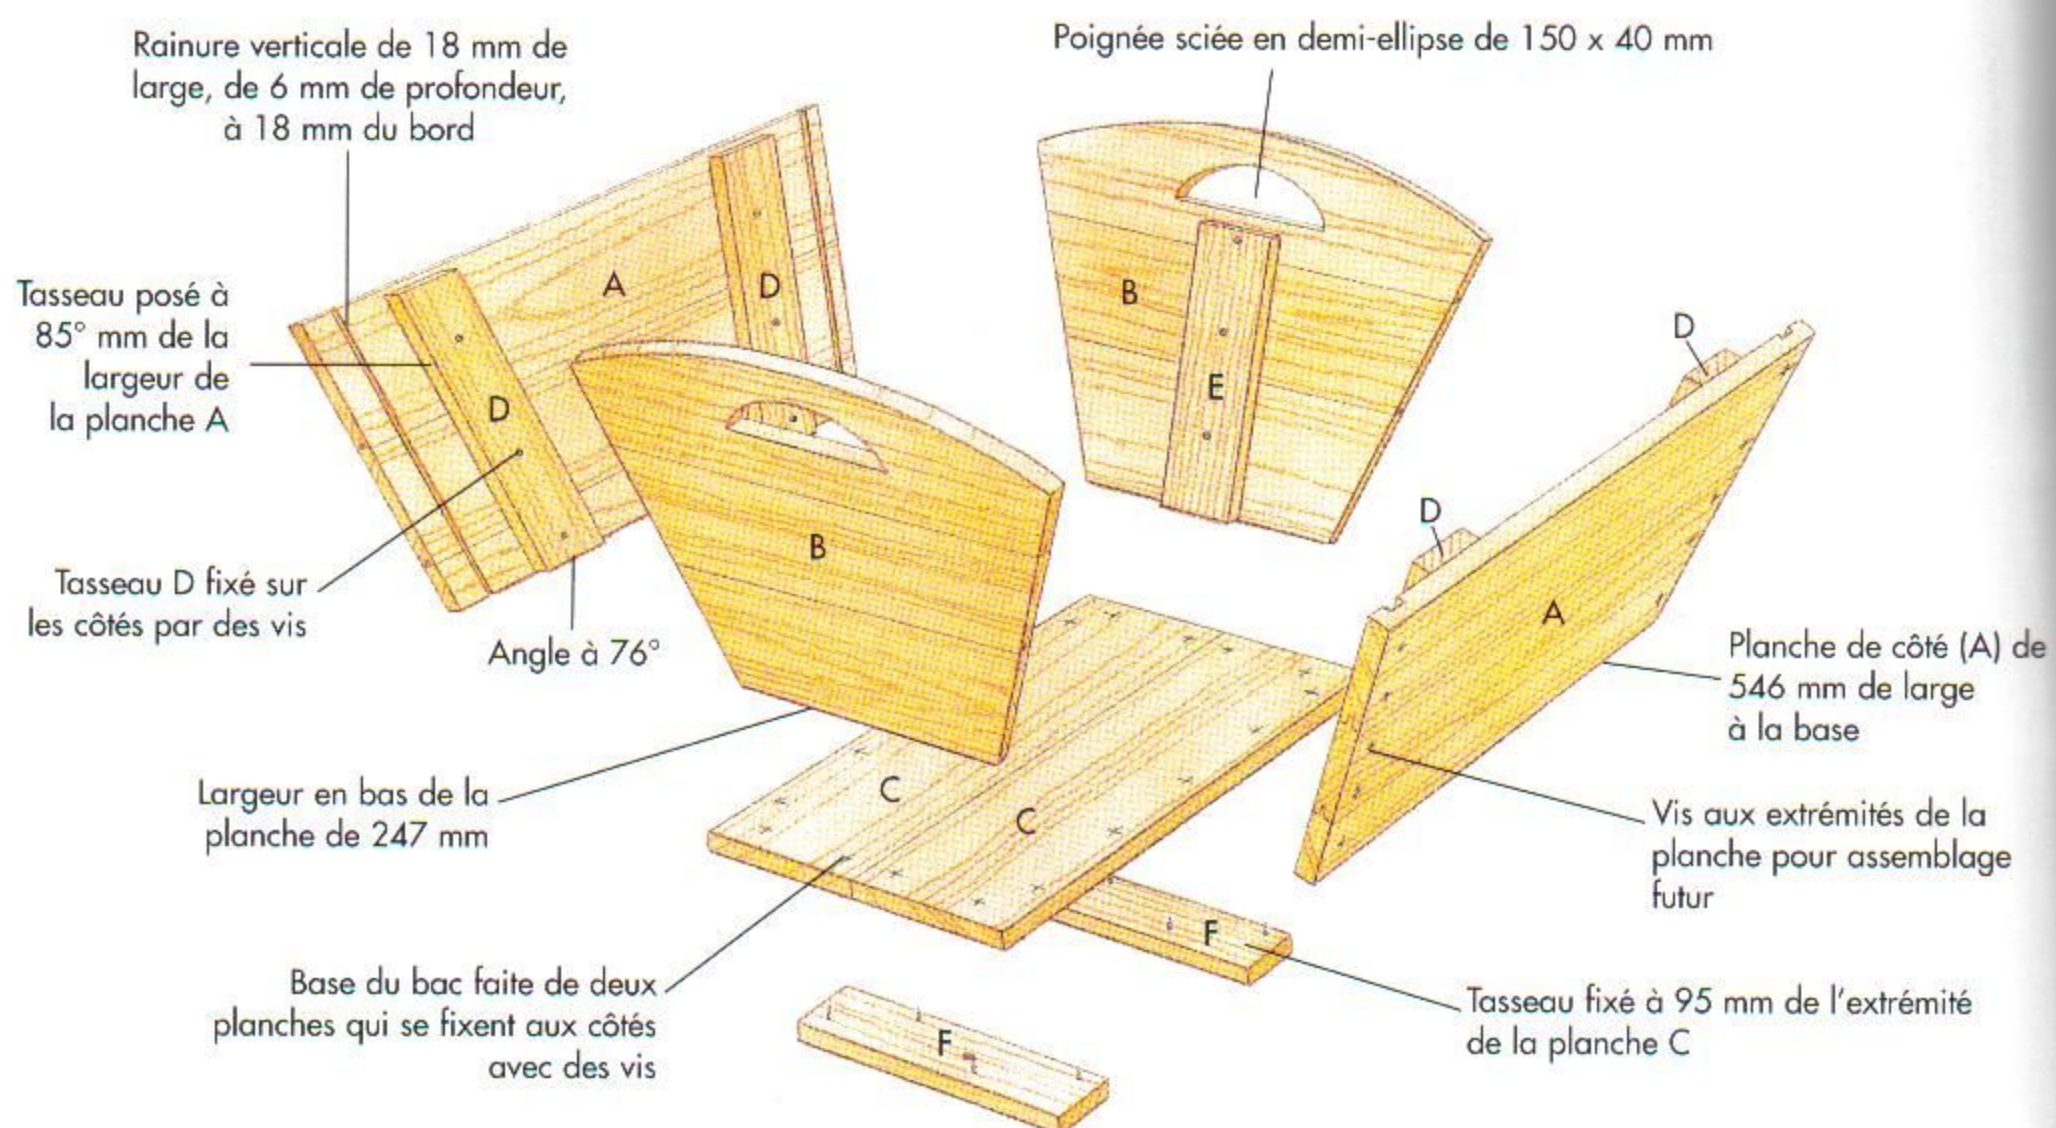 Rainure verticale de 18 mm de
large, de 6 mm de profondeur,
à 18 mm du bord
Poignée sciée en demi-ellipse de 150 x 40 mm
Tasseau posé à
85° mm de la
largeur de
la planche A
A
D
D
B
E
B
D
D
A
Tasseau D fixé sur
les côtés par des vis
Angle à 76°
Planche de côté (A) de
546 mm de large
à la base
Largeur en bas de la
planche de 247 mm
C
C
Vis aux extrémités de la
planche pour assemblage
futur
Base du bac faite de deux
planches qui se fixent aux côtés
avec des vis
F
F
Tasseau fixé à 95 mm de l'extrémité
de la planche C